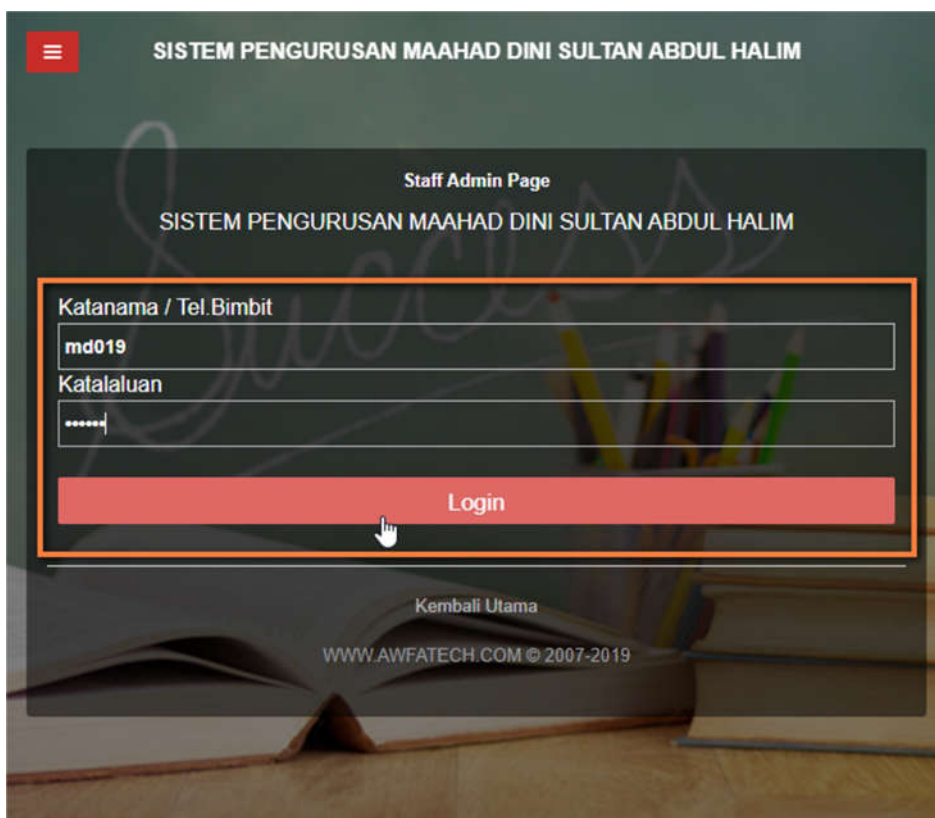 SISTEM PENGURUSAN MAAHAD DINI SULTAN ABDUL HALIM
Success
Staff Admin Page
SISTEM PENGURUSAN MAAHAD DINI SULTAN ABDUL HALIM
Katanama / Tel.Bimbit
md019
Katalaluan
••••••
Login
Kembali Utama
WWW.AWFATECH.COM © 2007-2019